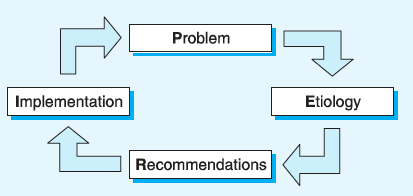 Problem
Implementation
Etiology
Recommendations